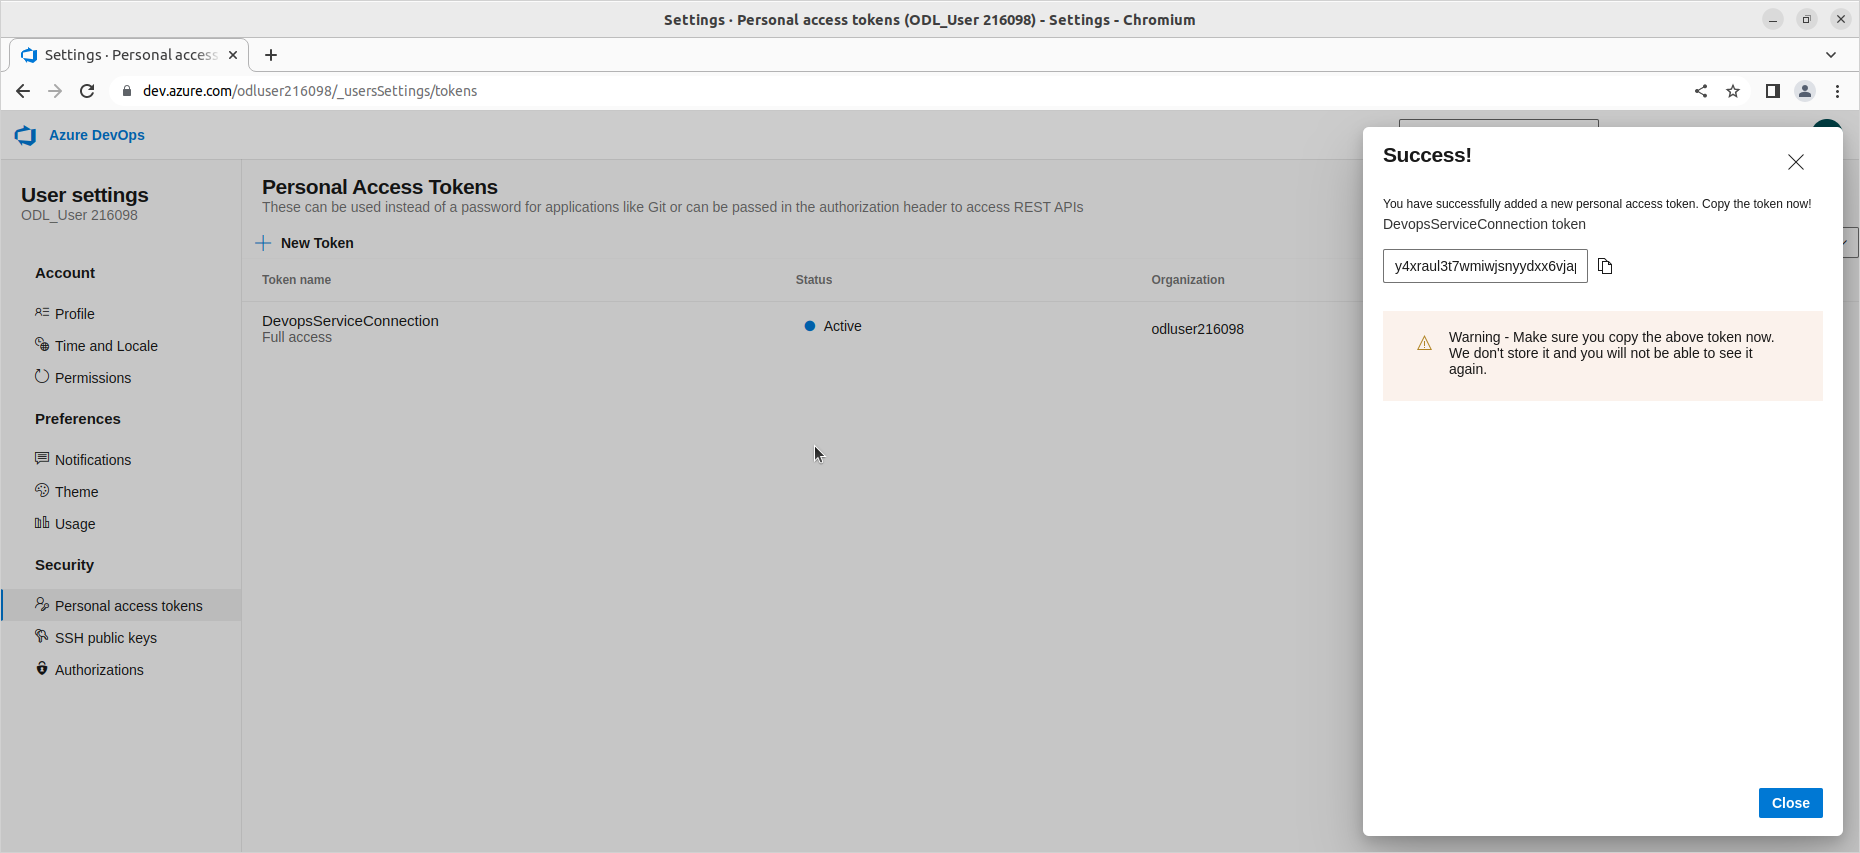 Settings · Personal access tokens (ODL_User 216098) - Settings - Chromium
Settings · Personal access
dev.azure.com/odluser216098/_usersSettings/tokens
Azure DevOps
User settings
ODL_User 216098
Account
Profile
Time and Locale
Permissions
Preferences
Notifications
Theme
Usage
Security
Personal access tokens
SSH public keys
Authorizations
Personal Access Tokens
These can be used instead of a password for applications like Git or can be passed in the authorization header to access REST APIs
New Token
Token name Status Organization
DevopsServiceConnection Active odluser216098
Full access
Success!
You have successfully added a new personal access token. Copy the token now!
DevopsServiceConnection token
y4xraul3t7wmiwjsnyydxx6vjap
Warning - Make sure you copy the above token now.
We don't store it and you will not be able to see it
again.
Close